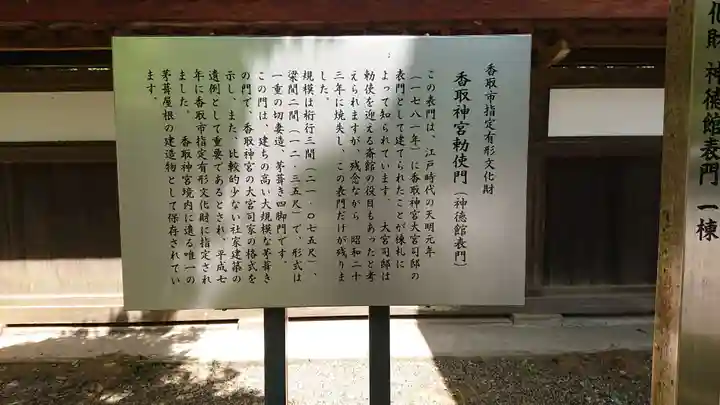 香取市指定有形文化財
香取神宮勅使門(神徳館表門)
この表門は、江戸時代の天明元年
(一七八一年)に香取神宮大宮司邸の
表門として建てられたことが棟札に
よって知られています。 大宮司邸は
勅使を迎える斎館の役目もあったと考
えられますが、残念ながら 昭和二十
三年に焼失し、この表門だけが残りま
した。
規模は桁行三間(二一・〇七五尺)、
梁間二間(一二・三五尺)で、形式は
一重の切妻造、茅葺き四脚門です。
この門は、建ちの高い大規模な茅葺き
の門で、香取神宮の大宮司家の格式を
示し、また、比較的少ない社家建築の
遺例として重要であるとされ、平成七
年に香取市指定有形文化財に指定され
ました。 香取神宮境内に遺る唯一の
茅葺屋根の建造物として保存されてい
ます。
化財 神徳館表門 一棟